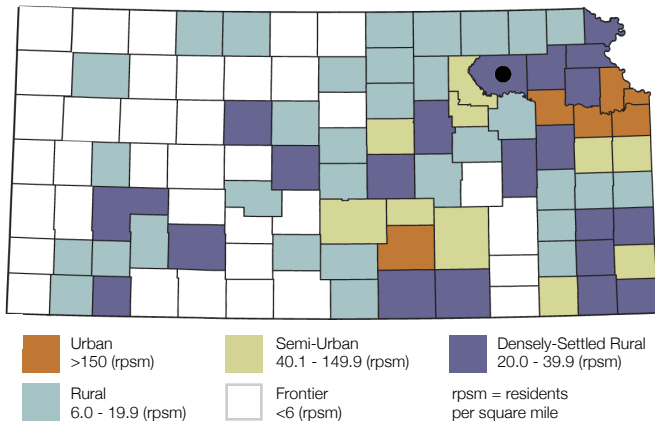 Urban
>150 (rpsm)
Semi-Urban
40.1 - 149.9 (rpsm)
Densely-Settled Rural
20.0 - 39.9 (rpsm)
Rural
6.0 - 19.9 (rpsm)
Frontier
<6 (rpsm)
rpsm = residents
per square mile